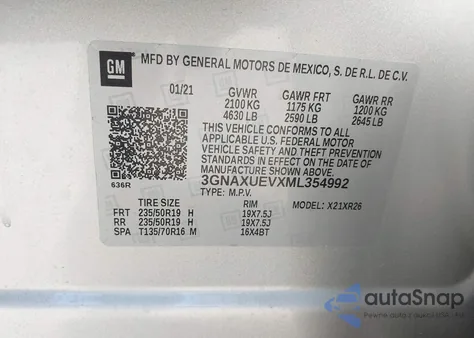 GM
MFD BY GENERAL MOTORS DE MEXICO, S. DE R.L. DE C.V.
01/21 GVWR GAWR FRT GAWR RR
2100 KG 1175 KG 1200 KG
4630 LB 2590 LB 2645 LB
THIS VEHICLE CONFORMS TO ALL
APPLICABLE U.S. FEDERAL MOTOR
VEHICLE SAFETY, BUMPER, AND THEFT
PREVENTION STANDARDS IN EFFECT ON
THE DATE OF MANUFACTURE SHOWN ABOVE.
3GNAXUEVXML354992
TYPE: M.P.V. MODEL: X21XR26
636R
TIRE SIZE RIM
FRT 235/50R19 H 19X7.5J
RR 235/50R19 H 19X7.5J
SPA T135/70R16 M 16X4BT
autoSnap